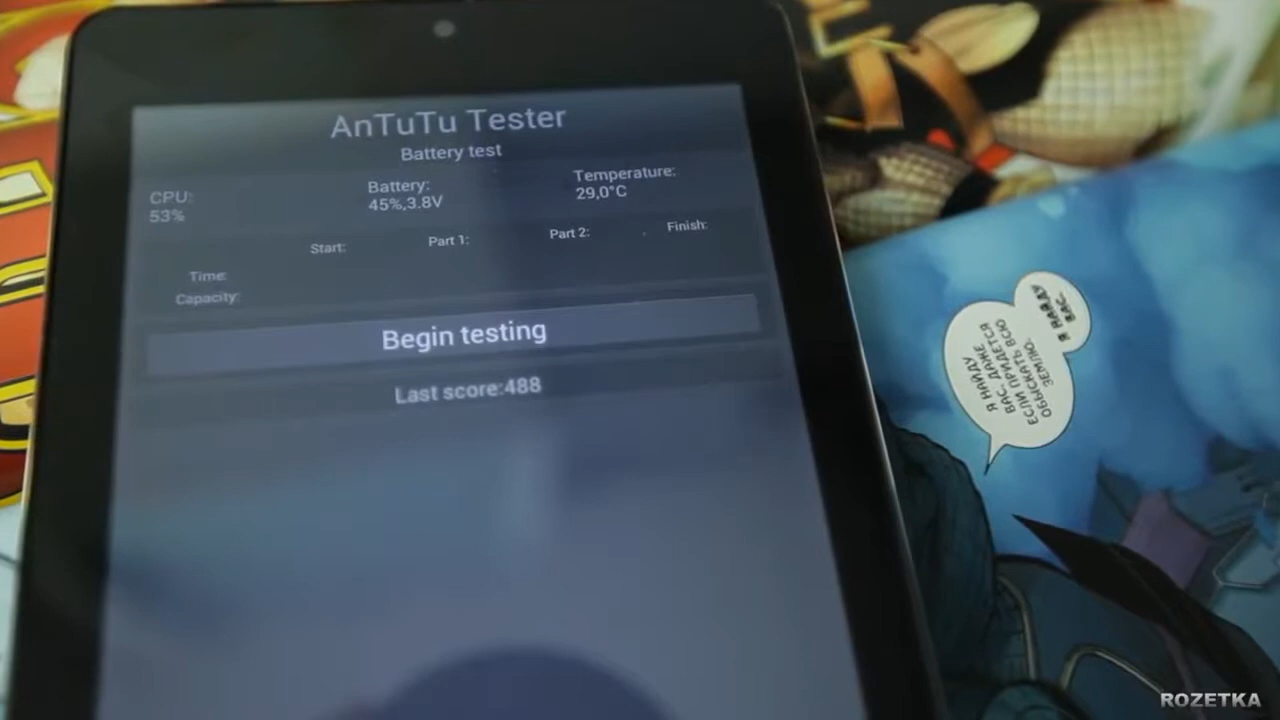 AnTuTu Tester
Battery test
CPU:
53%
Battery:
45%,3.8V
Temperature:
29,0°C
Start:
Part 1:
Part 2:
Finish:
Time:
Capacity:
Begin testing
Last score:488
Я НАЙДУ
ВАС, ДАЖЕ
ЕСЛИ ПРИДЕТСЯ
ОБЫСКАТЬ ВСЮ
ЗЕМЛЮ.
Я НАЙДУ
ВАС.
ROZETKA